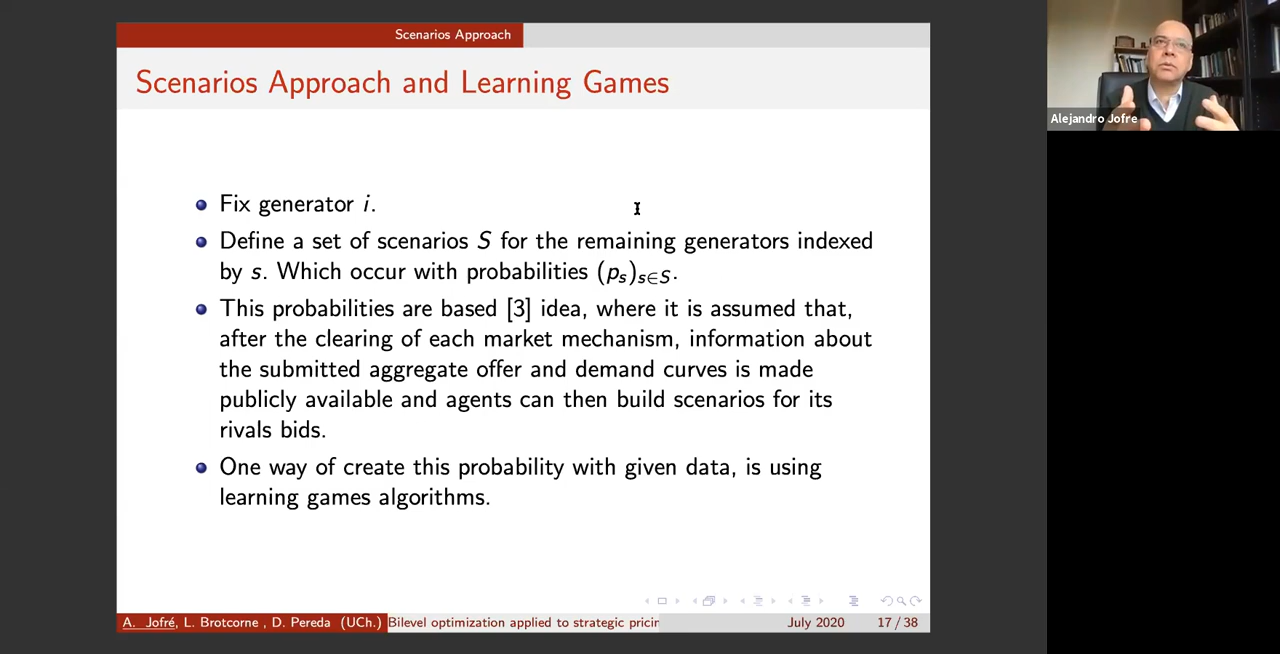 Scenarios Approach
Scenarios Approach and Learning Games
Fix generator i.
Define a set of scenarios S for the remaining generators indexed
by s. Which occur with probabilities (pₛ)ₛ∈S.
This probabilities are based [3] idea, where it is assumed that,
after the clearing of each market mechanism, information about
the submitted aggregate offer and demand curves is made
publicly available and agents can then build scenarios for its
rivals bids.
One way of create this probability with given data, is using
learning games algorithms.
A. Jofré, L. Brotcorne , D. Pereda (UCh.) Bilevel optimization applied to strategic pricin July 2020 17 / 38
Alejandro Jofre